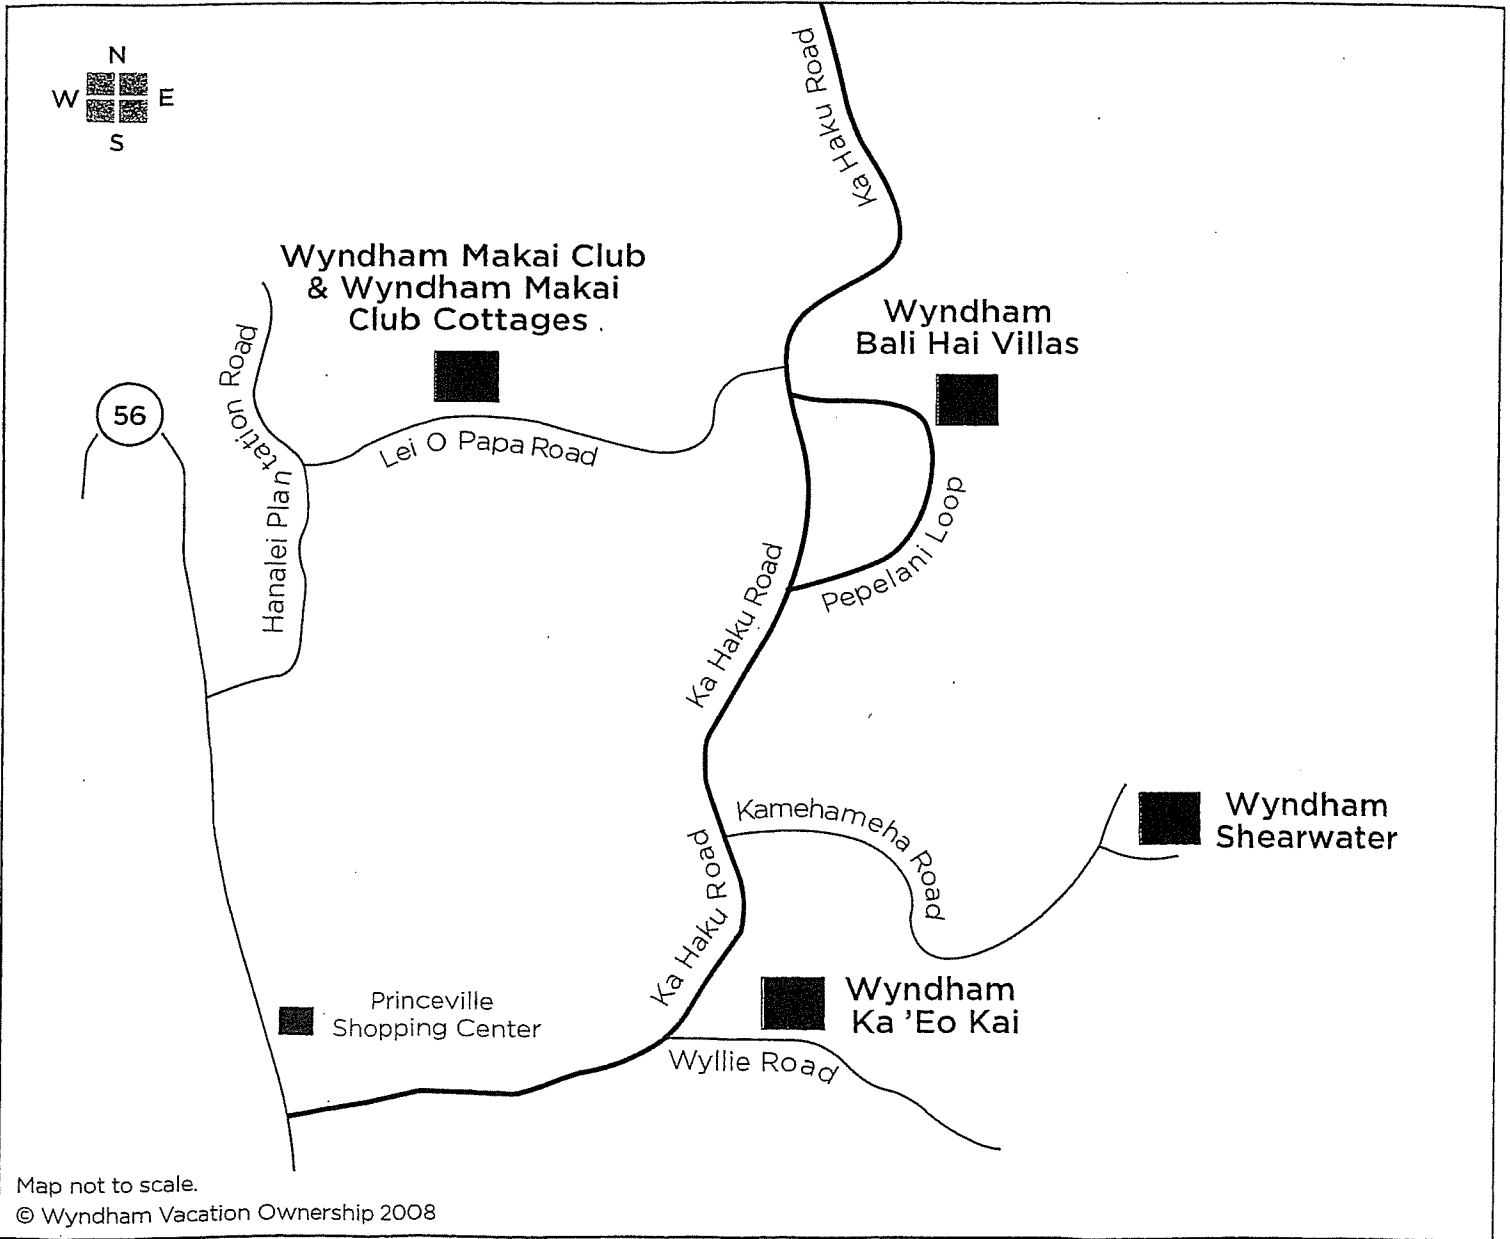 N
W E
S
Ka Haku Road
Wyndham Makai Club
& Wyndham Makai
Club Cottages
Wyndham
Bali Hai Villas
Hanalei Plantation Road
56
Lei O Papa Road
Pepelani Loop
Ka Haku Road
Kamehameha Road
Wyndham
Shearwater
Ka Haku Road
Princeville
Shopping Center
Wyndham
Ka 'Eo Kai
Wyllie Road
Map not to scale.
© Wyndham Vacation Ownership 2008